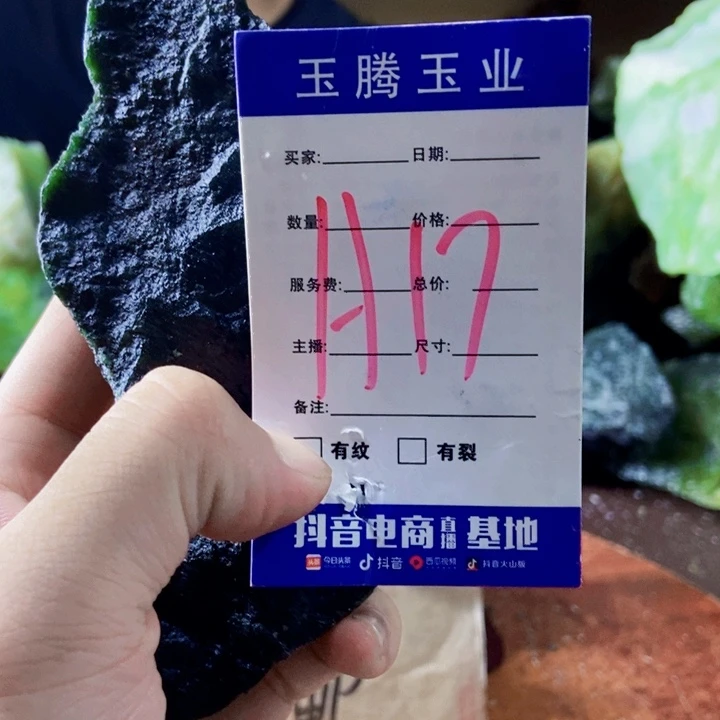 玉腾玉业
买家: 日期:
数量: 价格:
服务费: 总价:
A17
主播: 尺寸:
备注:
有纹 有裂
抖音电商直播基地
头条 今日头条 抖音 西瓜视频 抖音火山版